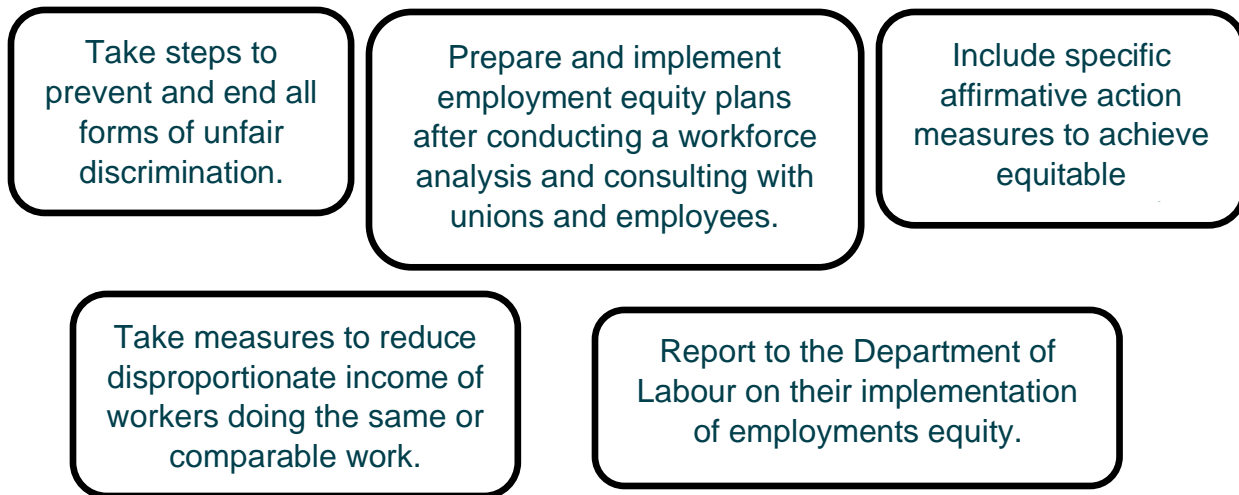 Take steps to
prevent and end all
forms of unfair
discrimination.
Prepare and implement
employment equity plans
after conducting a workforce
analysis and consulting with
unions and employees.
Include specific
affirmative action
measures to achieve
equitable
Take measures to reduce
disproportionate income of
workers doing the same or
comparable work.
Report to the Department of
Labour on their implementation
of employments equity.